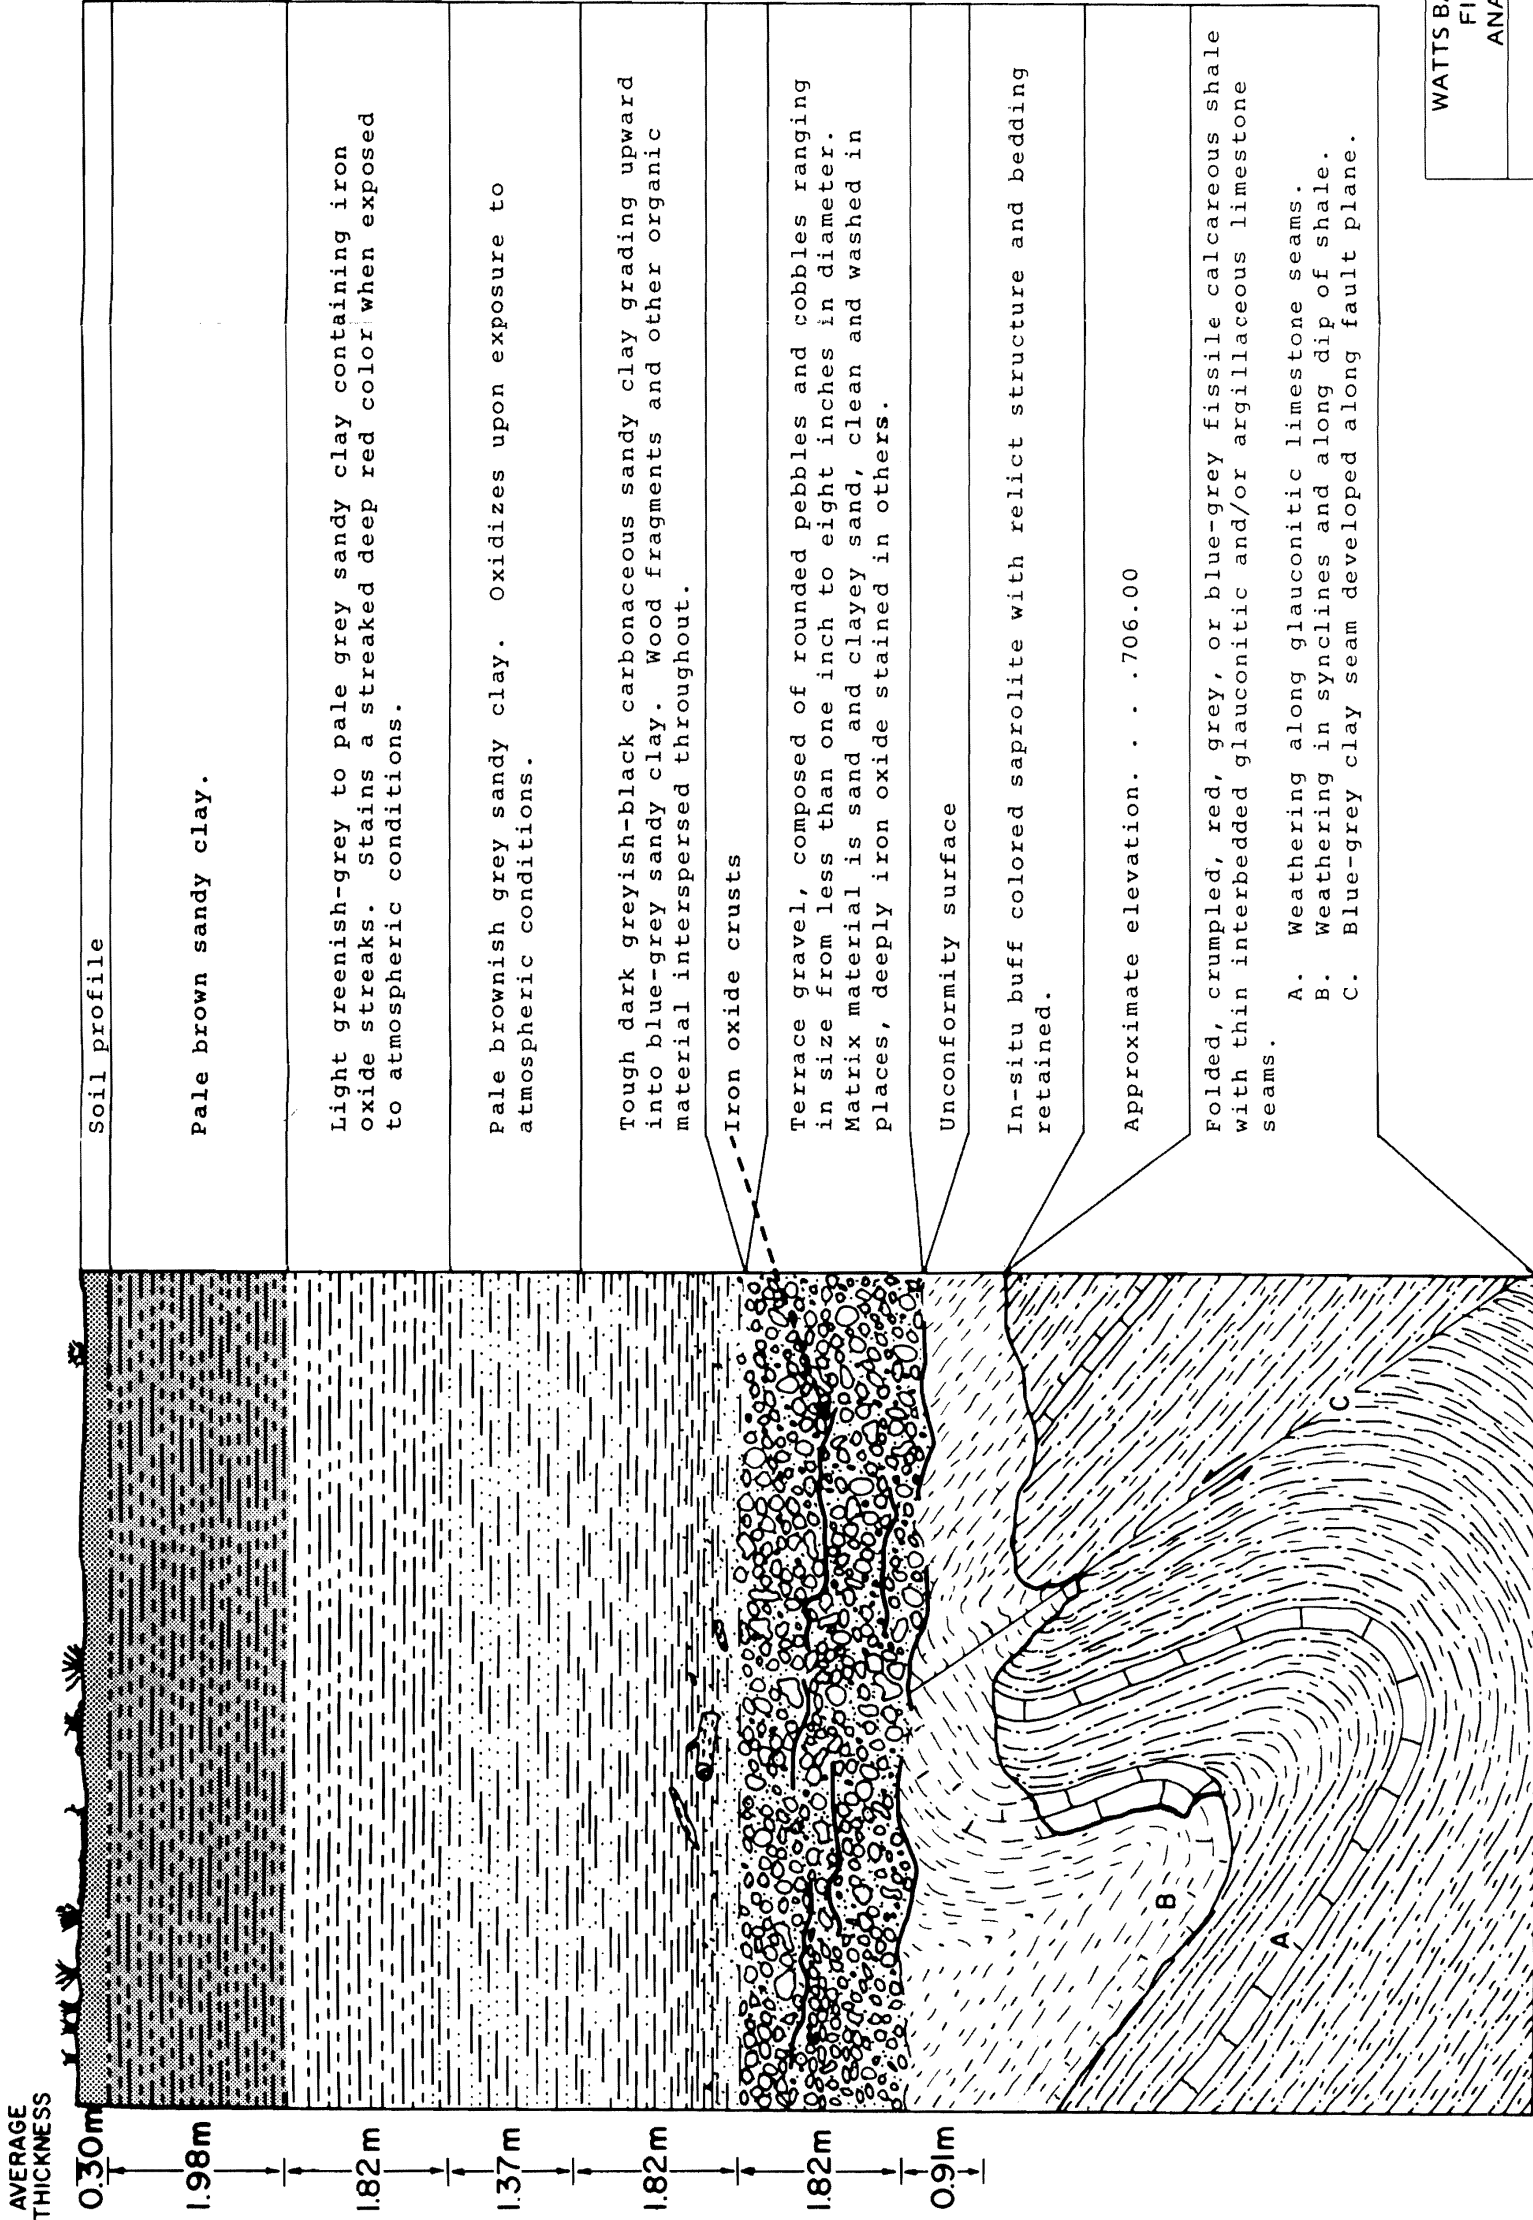 AVERAGE
THICKNESS
0.30m
1.98m
1.82m
1.37m
1.82m
1.82m
0.91m
Soil profile
Pale brown sandy clay.
Light greenish-grey to pale grey sandy clay containing iron
oxide streaks. Stains a streaked deep red color when exposed
to atmospheric conditions.
Pale brownish grey sandy clay. Oxidizes upon exposure to
atmospheric conditions.
Tough dark greyish-black carbonaceous sandy clay grading upward
into blue-grey sandy clay. Wood fragments and other organic
material interspersed throughout.
Iron oxide crusts
Terrace gravel, composed of rounded pebbles and cobbles ranging
in size from less than one inch to eight inches in diameter.
Matrix material is sand and clayey sand, clean and washed in
places, deeply iron oxide stained in others.
Unconformity surface
In-situ buff colored saprolite with relict structure and bedding
retained.
Approximate elevation. . . .706.00
Folded, crumpled, red, grey, or blue-grey fissile calcareous shale
with thin interbedded glauconitic and/or argillaceous limestone
seams.
A. Weathering along glauconitic limestone seams.
B. Weathering in synclines and along dip of shale.
C. Blue-grey clay seam developed along fault plane.
A
B
C
WATTS BA
FI
ANA